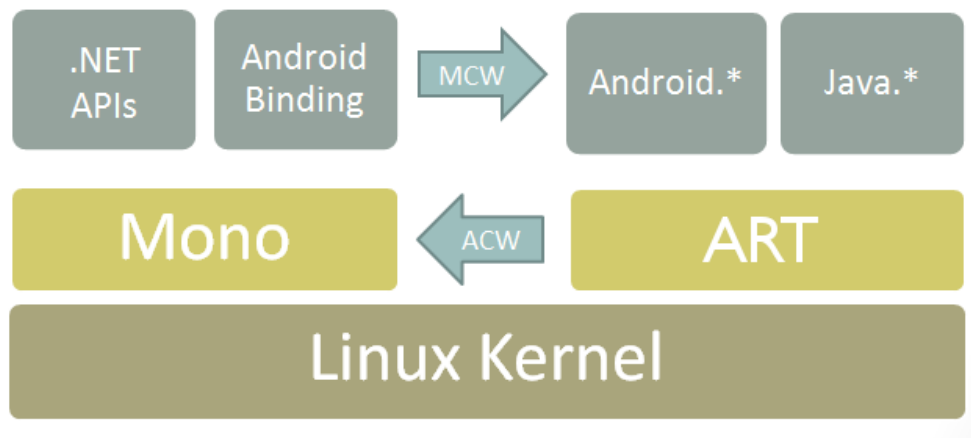 .NET
APIs
Android
Binding
MCW
Android.*
Java.*
Mono
ACW
ART
Linux Kernel